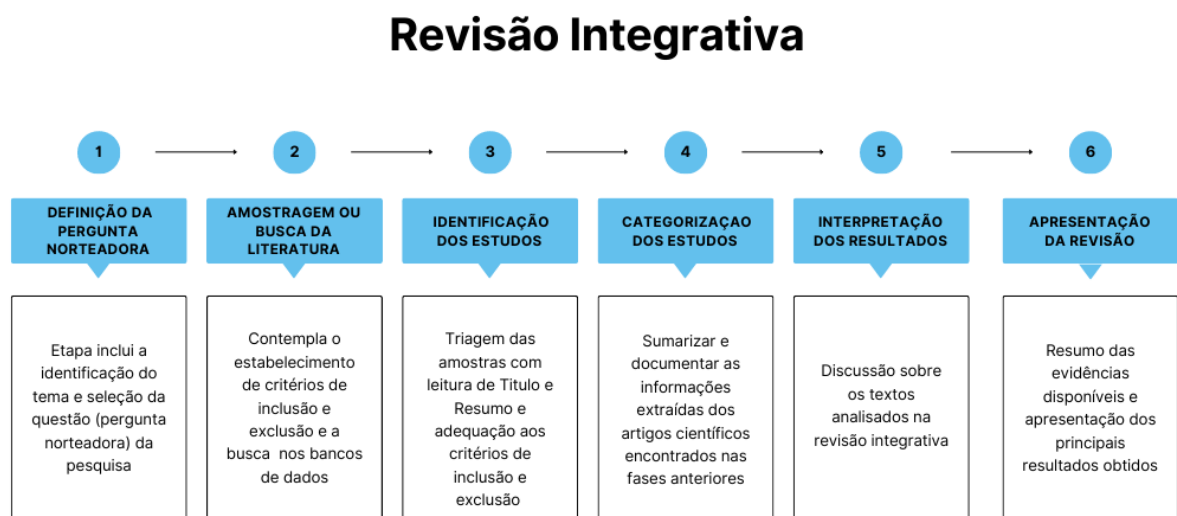 Revisão Integrativa
1
2
3
4
5
6
DEFINIÇÃO DA
PERGUNTA
NORTEADORA
AMOSTRAGEM OU
BUSCA DA
LITERATURA
IDENTIFICAÇÃO
DOS ESTUDOS
CATEGORIZAÇAO
DOS ESTUDOS
INTERPRETAÇÃO
DOS RESULTADOS
APRESENTAÇÃO
DA REVISÃO
Etapa inclui a
identificação do
tema e seleção da
questão (pergunta
norteadora) da
pesquisa
Contempla o
estabelecimento
de critérios de
inclusão e
exclusão e a
busca nos bancos
de dados
Triagem das
amostras com
leitura de Titulo e
Resumo e
adequação aos
critérios de
inclusão e
exclusão
Sumarizar e
documentar as
informações
extraídas dos
artigos científicos
encontrados nas
fases anteriores
Discussão sobre
os textos
analisados na
revisão integrativa
Resumo das
evidências
disponíveis e
apresentação dos
principais
resultados obtidos